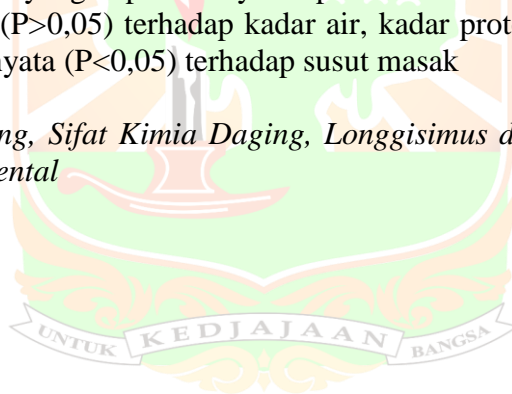 (P>0,05) terhadap kadar air, kadar prot
nyata (P<0,05) terhadap susut masak
ng, Sifat Kimia Daging, Longgisimus d
ental
UNTUK KEDJAJAAN BANGSA